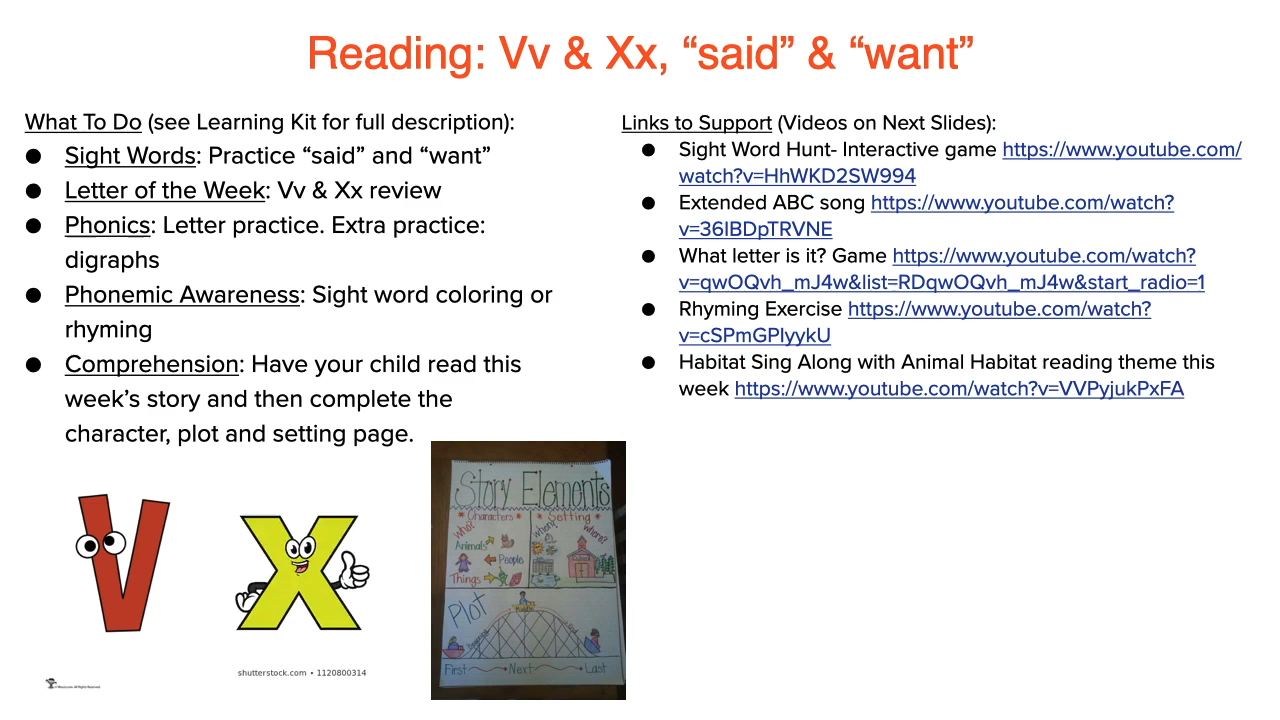 Reading: Vv & Xx, “said” & “want”
What To Do (see Learning Kit for full description):
● Sight Words: Practice “said” and “want”
● Letter of the Week: Vv & Xx review
● Phonics: Letter practice. Extra practice:
digraphs
● Phonemic Awareness: Sight word coloring or
rhyming
● Comprehension: Have your child read this
week’s story and then complete the
character, plot and setting page.
Links to Support (Videos on Next Slides):
● Sight Word Hunt- Interactive game https://www.youtube.com/
watch?v=HhWKD2SW994
● Extended ABC song https://www.youtube.com/watch?
v=36IBDpTRVNE
● What letter is it? Game https://www.youtube.com/watch?
v=qwOQvh_mJ4w&list=RDqwOQvh_mJ4w&start_radio=1
● Rhyming Exercise https://www.youtube.com/watch?
v=cSPmGPIyykU
● Habitat Sing Along with Animal Habitat reading theme this
week https://www.youtube.com/watch?v=VVPyjukPxFA
V
X
shutterstock.com • 1120800314
Story Elements
Characters
Who?
Animals
People
Things
Setting
when?
where?
Plot
Beginning
Middle
End
First Next Last